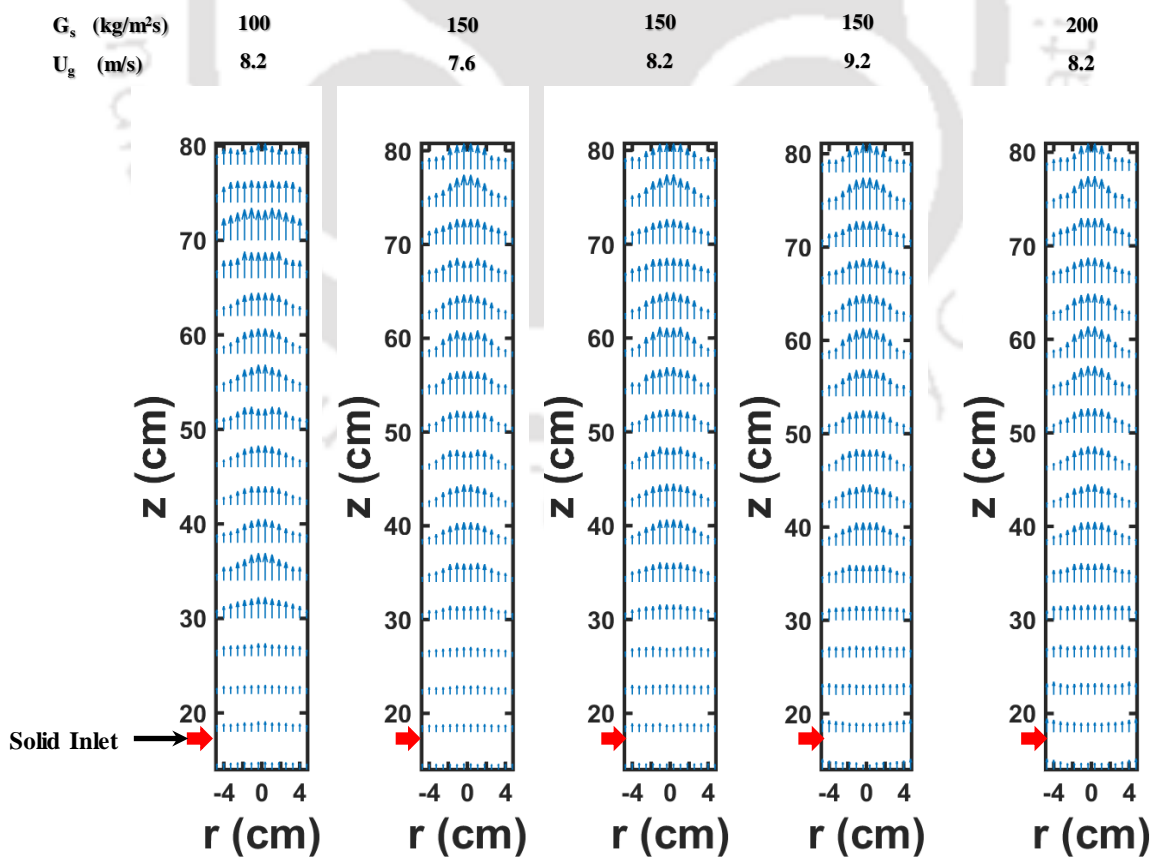 Gs (kg/m²s) 100 150 150 150 200
Ug (m/s) 8.2 7.6 8.2 9.2 8.2
80 80 80 80 80
70 70 70 70 70
60 60 60 60 60
50 50 50 50 50
z (cm) z (cm) z (cm) z (cm) z (cm)
40 40 40 40 40
30 30 30 30 30
20 20 20 20 20
Solid Inlet
-4 0 4 -4 0 4 -4 0 4 -4 0 4 -4 0 4
r (cm) r (cm) r (cm) r (cm) r (cm)